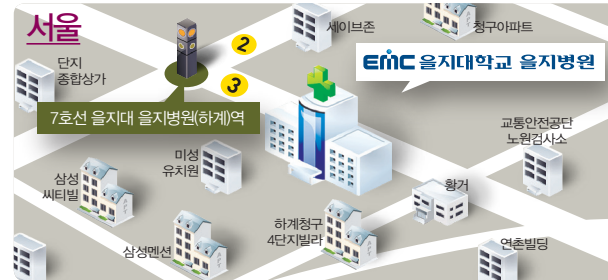 서울
2
세이브존
청구아파트
단지
종합상가
3
EMC 을지대학교 을지병원
7호선 을지대 을지병원(하계)역
교통안전공단
노원검사소
미성
유치원
삼성
씨티빌
황거
하계청구
4단지빌라
삼성멘션
연촌빌딩